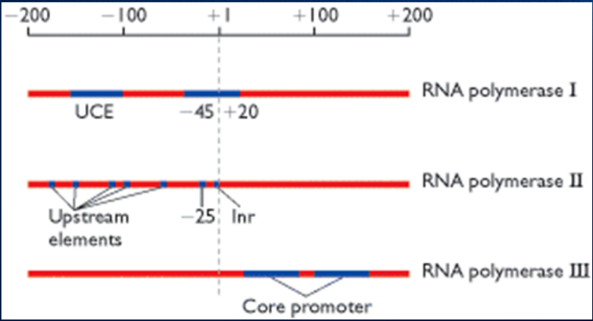 −200 −100 +1 +100 +200
RNA polymerase I
UCE −45 +20
RNA polymerase II
Upstream elements −25 Inr
RNA polymerase III
Core promoter